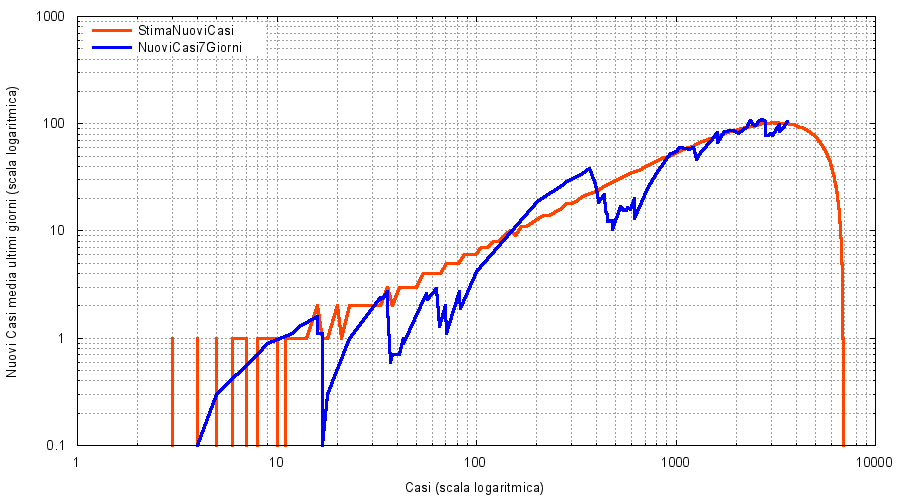 1000
StimaNuoviCasi
NuoviCasi7Giorni
100
10
1
0.1
Nuovi Casi media ultimi giorni (scala logaritmica)
1 10 100 1000 10000
Casi (scala logaritmica)